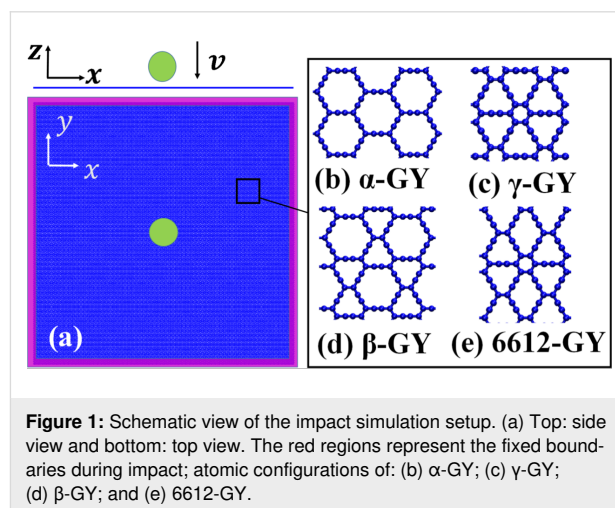 z
x
v
y
x
(a)
(b) α-GY
(c) γ-GY
(d) β-GY
(e) 6612-GY
Figure 1: Schematic view of the impact simulation setup. (a) Top: side
view and bottom: top view. The red regions represent the fixed bound-
aries during impact; atomic configurations of: (b) α-GY; (c) γ-GY;
(d) β-GY; and (e) 6612-GY.